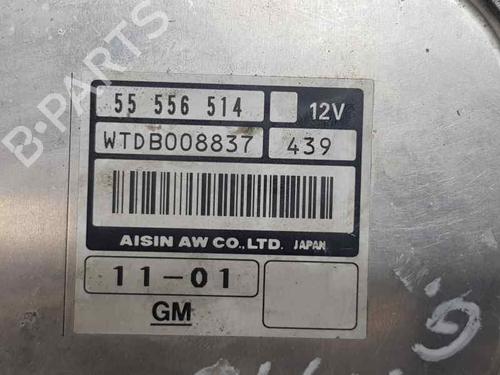 B-PARTS
55 556 514 12V
WTDB008837 439
AISIN AW CO., LTD. JAPAN
11-01
GM